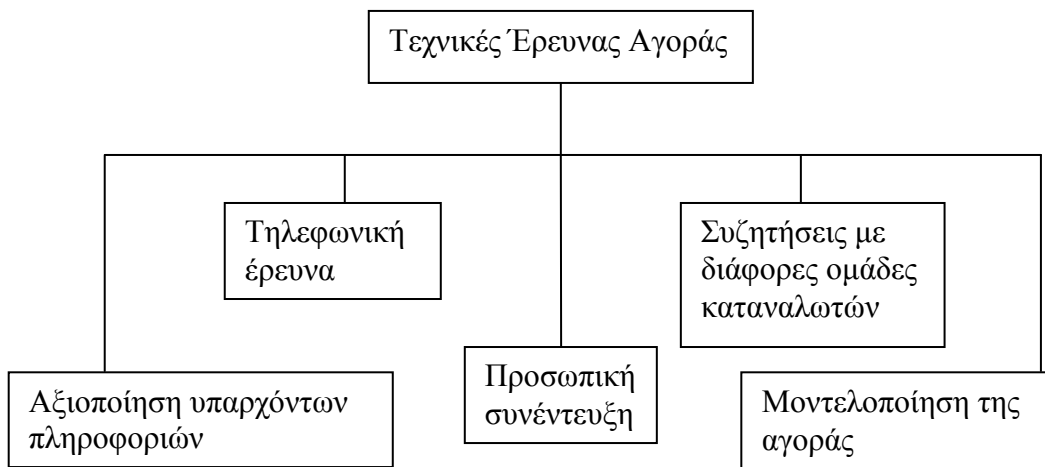 Τεχνικές Έρευνας Αγοράς
Τηλεφωνική
έρευνα
Συζητήσεις με
διάφορες ομάδες
καταναλωτών
Αξιοποίηση υπαρχόντων
πληροφοριών
Προσωπική
συνέντευξη
Μοντελοποίηση της
αγοράς